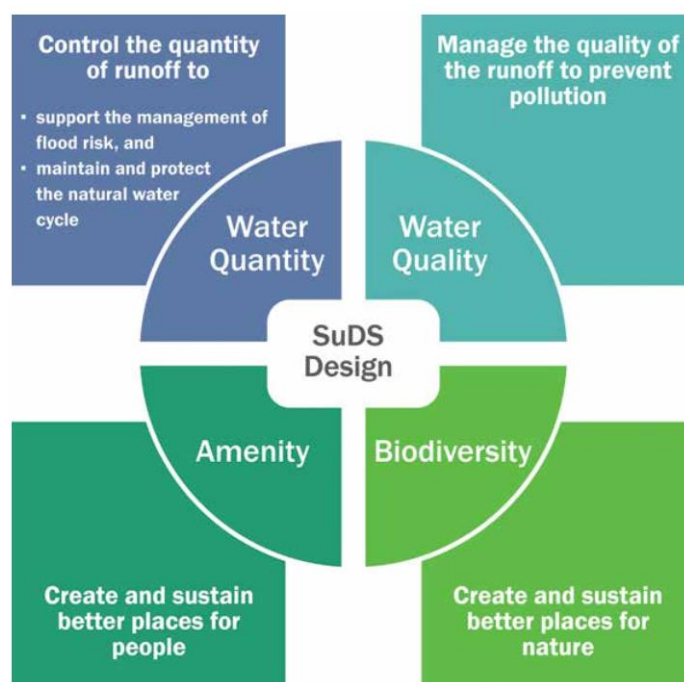 Control the quantity
of runoff to
• support the management of
flood risk, and
• maintain and protect
the natural water
cycle
Manage the quality of
the runoff to prevent
pollution
Water
Quantity
Water
Quality
SuDS
Design
Amenity
Biodiversity
Create and sustain
better places for
people
Create and sustain
better places for
nature